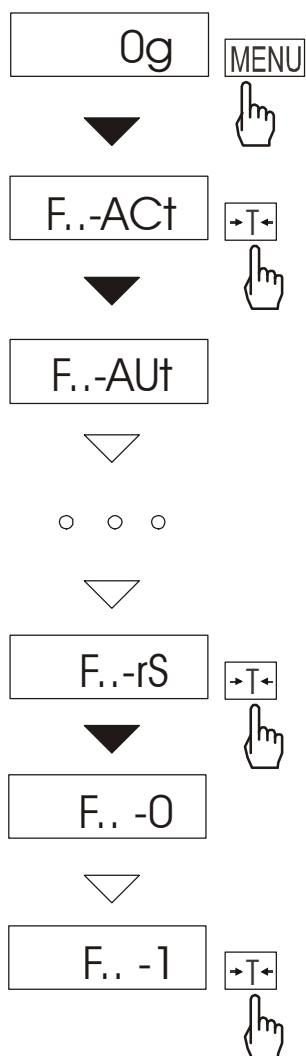 0g MENU
F..-ACt →T←
F..-AUt
F..-rS →T←
F.. -0
F.. -1 →T←